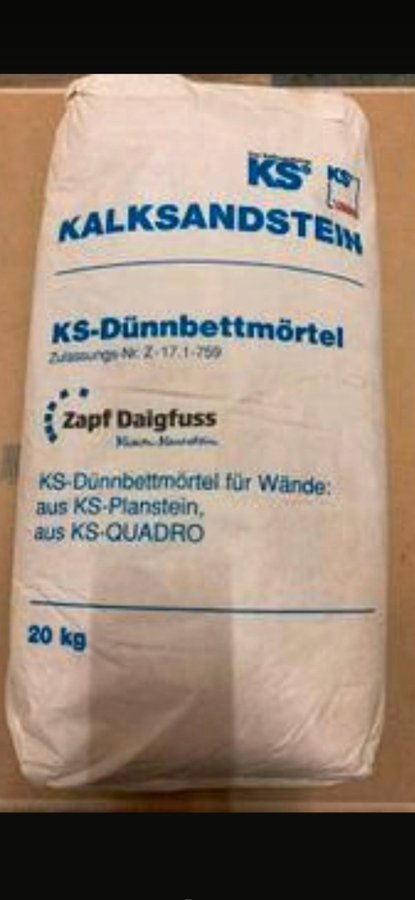 KS*
KS
KALKSANDSTEIN
KS-Dünnbettmörtel
Zulassungs-Nr. Z-17.1-759
Zapf Daigfuss
KS-Dünnbettmörtel für Wände:
aus KS-Planstein,
aus KS-QUADRO
20 kg